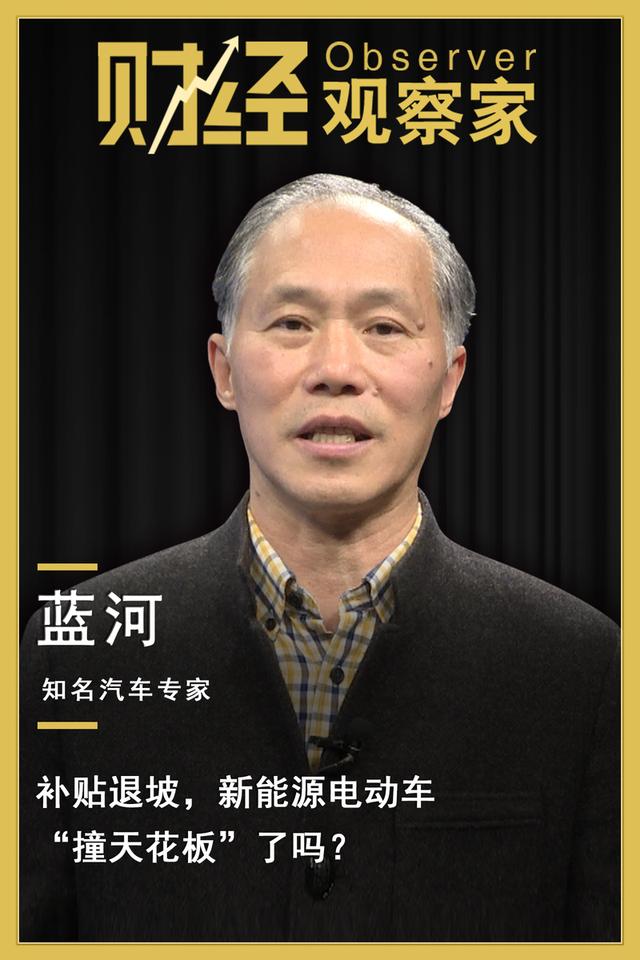 财经
Observer
观察家
蓝河
知名汽车专家
补贴退坡，新能源电动车
“撞天花板”了吗？